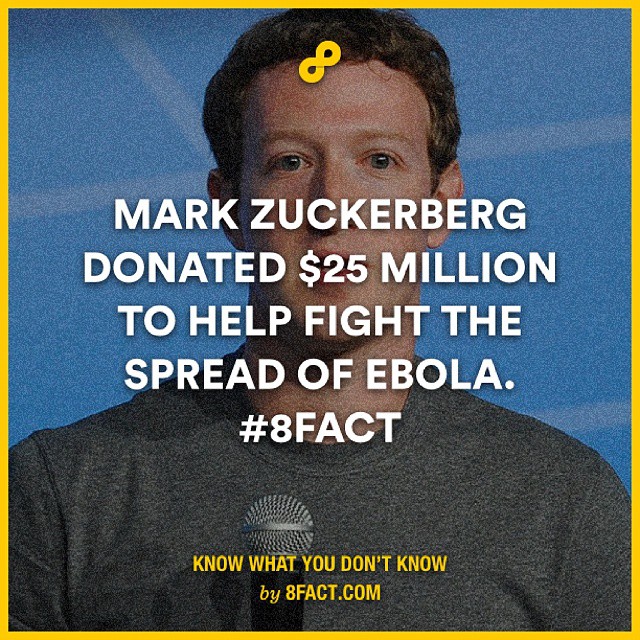 MARK ZUCKERBERG
DONATED $25 MILLION
TO HELP FIGHT THE
SPREAD OF EBOLA.
#8FACT
KNOW WHAT YOU DON'T KNOW
by 8FACT.COM